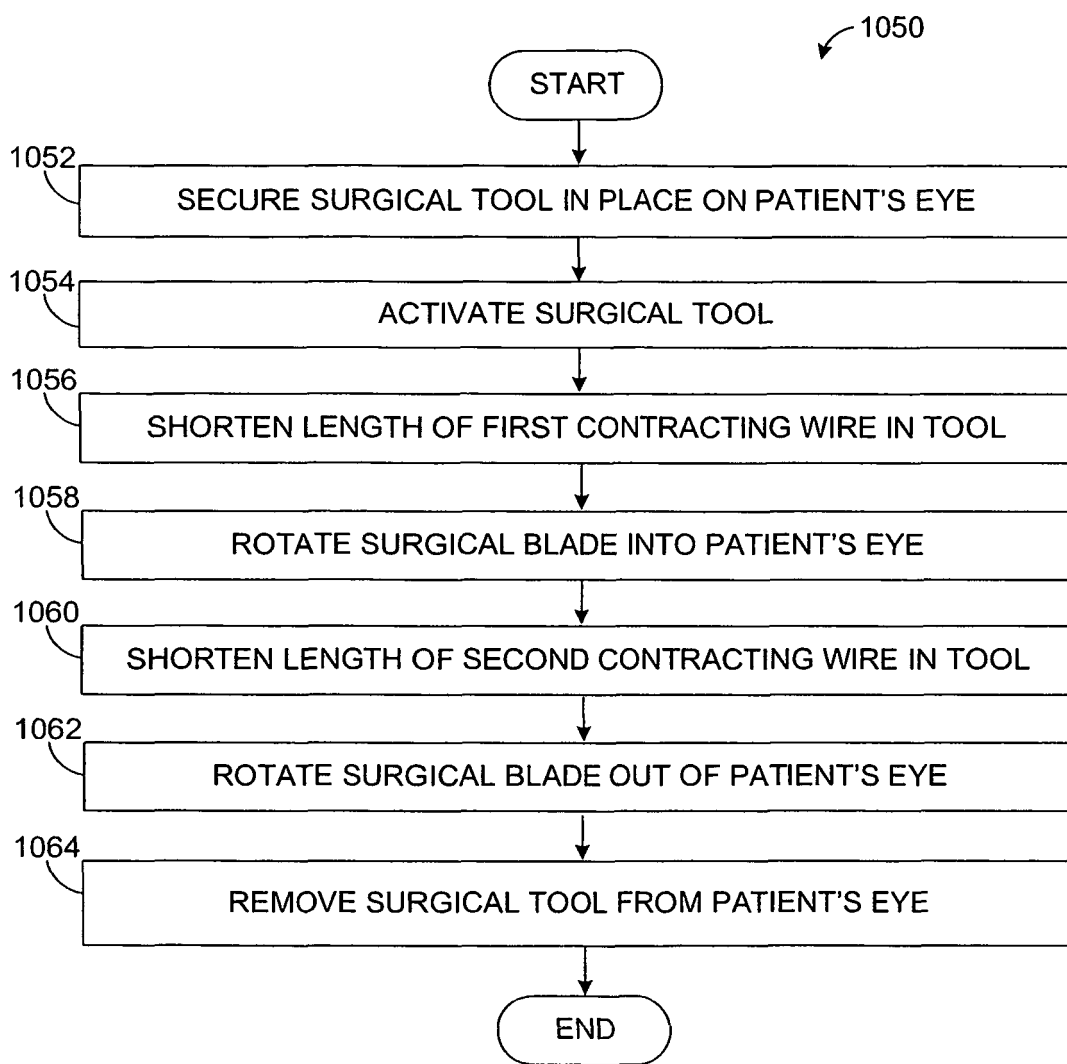 1050
START
1052
SECURE SURGICAL TOOL IN PLACE ON PATIENT'S EYE
1054
ACTIVATE SURGICAL TOOL
1056
SHORTEN LENGTH OF FIRST CONTRACTING WIRE IN TOOL
1058
ROTATE SURGICAL BLADE INTO PATIENT'S EYE
1060
SHORTEN LENGTH OF SECOND CONTRACTING WIRE IN TOOL
1062
ROTATE SURGICAL BLADE OUT OF PATIENT'S EYE
1064
REMOVE SURGICAL TOOL FROM PATIENT'S EYE
END